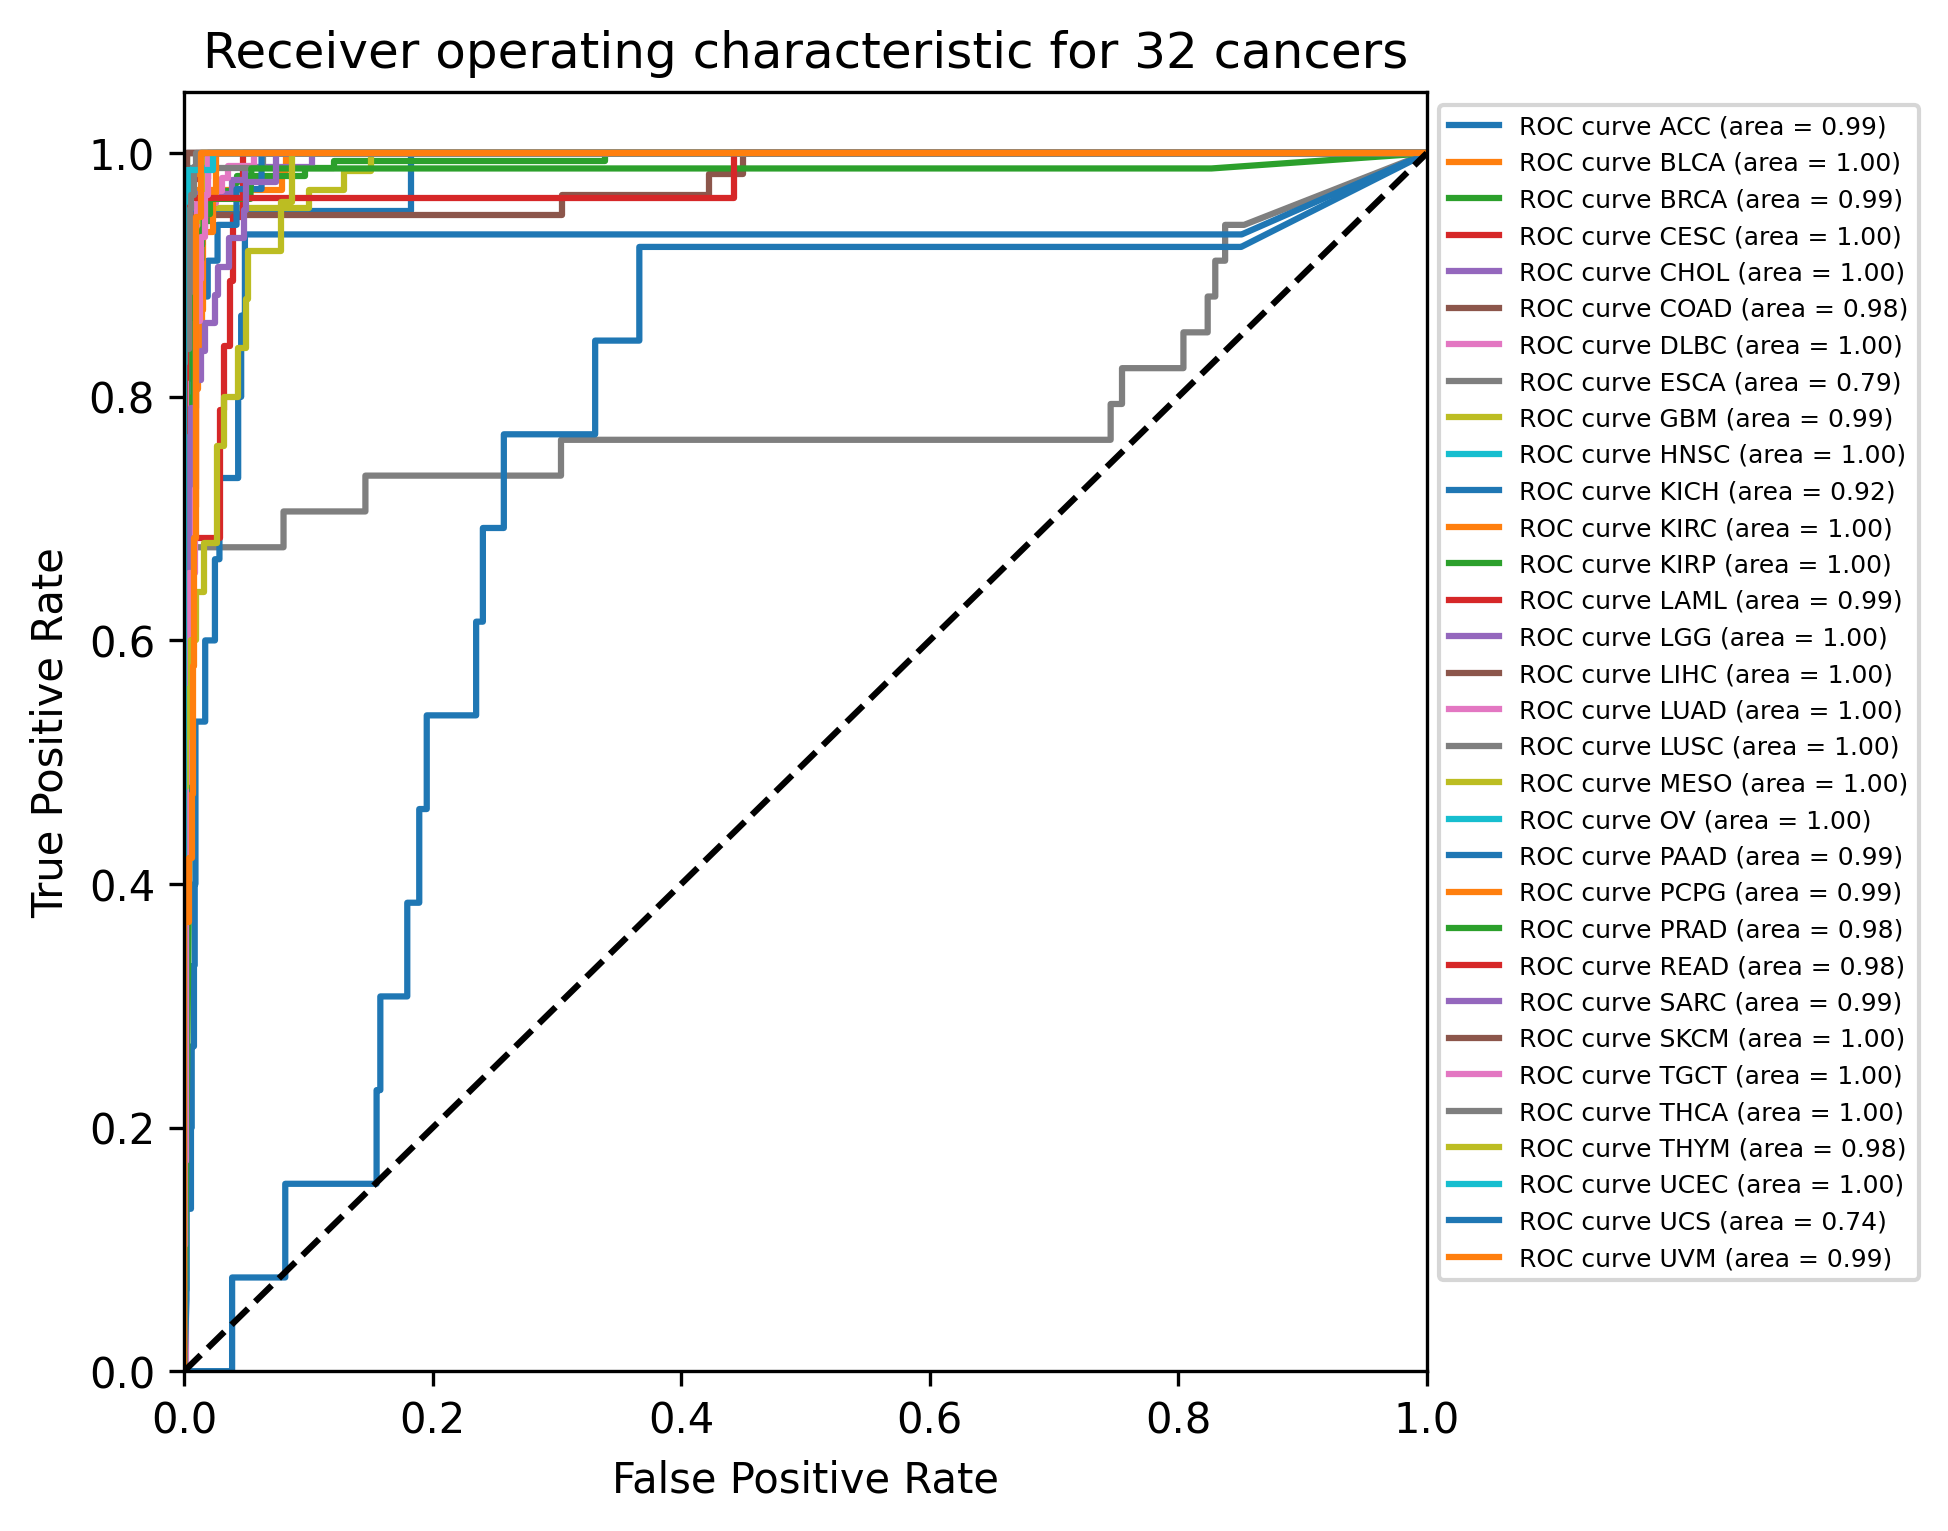 Receiver operating characteristic for 32 cancers
1.0
0.8
0.6
0.4
0.2
0.0
True Positive Rate
0.0 0.2 0.4 0.6 0.8 1.0
False Positive Rate
ROC curve ACC (area = 0.99)
ROC curve BLCA (area = 1.00)
ROC curve BRCA (area = 0.99)
ROC curve CESC (area = 1.00)
ROC curve CHOL (area = 1.00)
ROC curve COAD (area = 0.98)
ROC curve DLBC (area = 1.00)
ROC curve ESCA (area = 0.79)
ROC curve GBM (area = 0.99)
ROC curve HNSC (area = 1.00)
ROC curve KICH (area = 0.92)
ROC curve KIRC (area = 1.00)
ROC curve KIRP (area = 1.00)
ROC curve LAML (area = 0.99)
ROC curve LGG (area = 1.00)
ROC curve LIHC (area = 1.00)
ROC curve LUAD (area = 1.00)
ROC curve LUSC (area = 1.00)
ROC curve MESO (area = 1.00)
ROC curve OV (area = 1.00)
ROC curve PAAD (area = 0.99)
ROC curve PCPG (area = 0.99)
ROC curve PRAD (area = 0.98)
ROC curve READ (area = 0.98)
ROC curve SARC (area = 0.99)
ROC curve SKCM (area = 1.00)
ROC curve TGCT (area = 1.00)
ROC curve THCA (area = 1.00)
ROC curve THYM (area = 0.98)
ROC curve UCEC (area = 1.00)
ROC curve UCS (area = 0.74)
ROC curve UVM (area = 0.99)